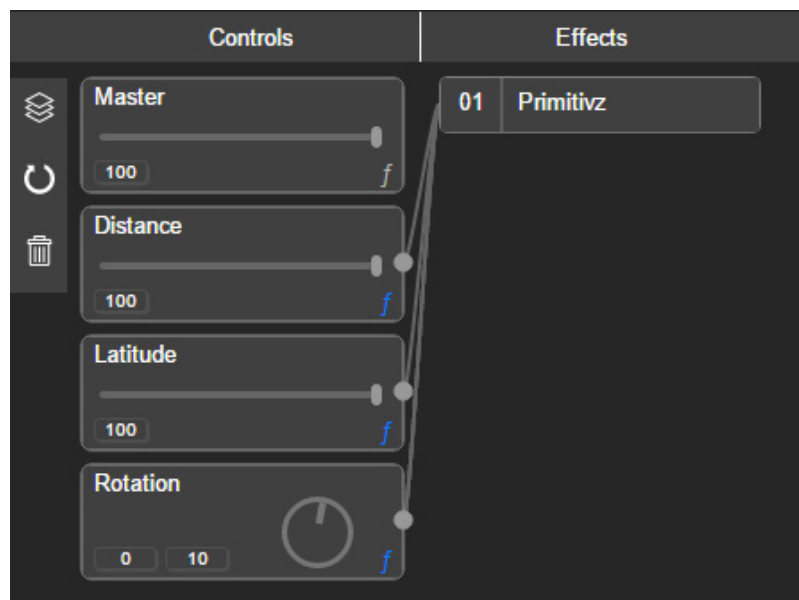 Controls
Effects
Master
100
ƒ
Distance
100
ƒ
Latitude
100
ƒ
Rotation
0 10
ƒ
01 Primitivz